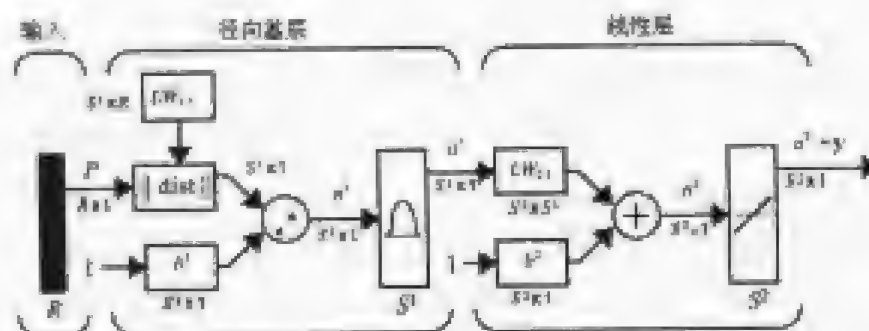 输入 径向基层 线性层
S¹×R IW₁,₁
P ‖dist‖ S¹×1 n¹ a¹ LW₂,₁ n² a²=y
R×1 S¹×1 S¹×1 S²×S¹ S²×1 S²×1
1 b¹ 1 b²
R S¹×1 S¹ S²×1 S²